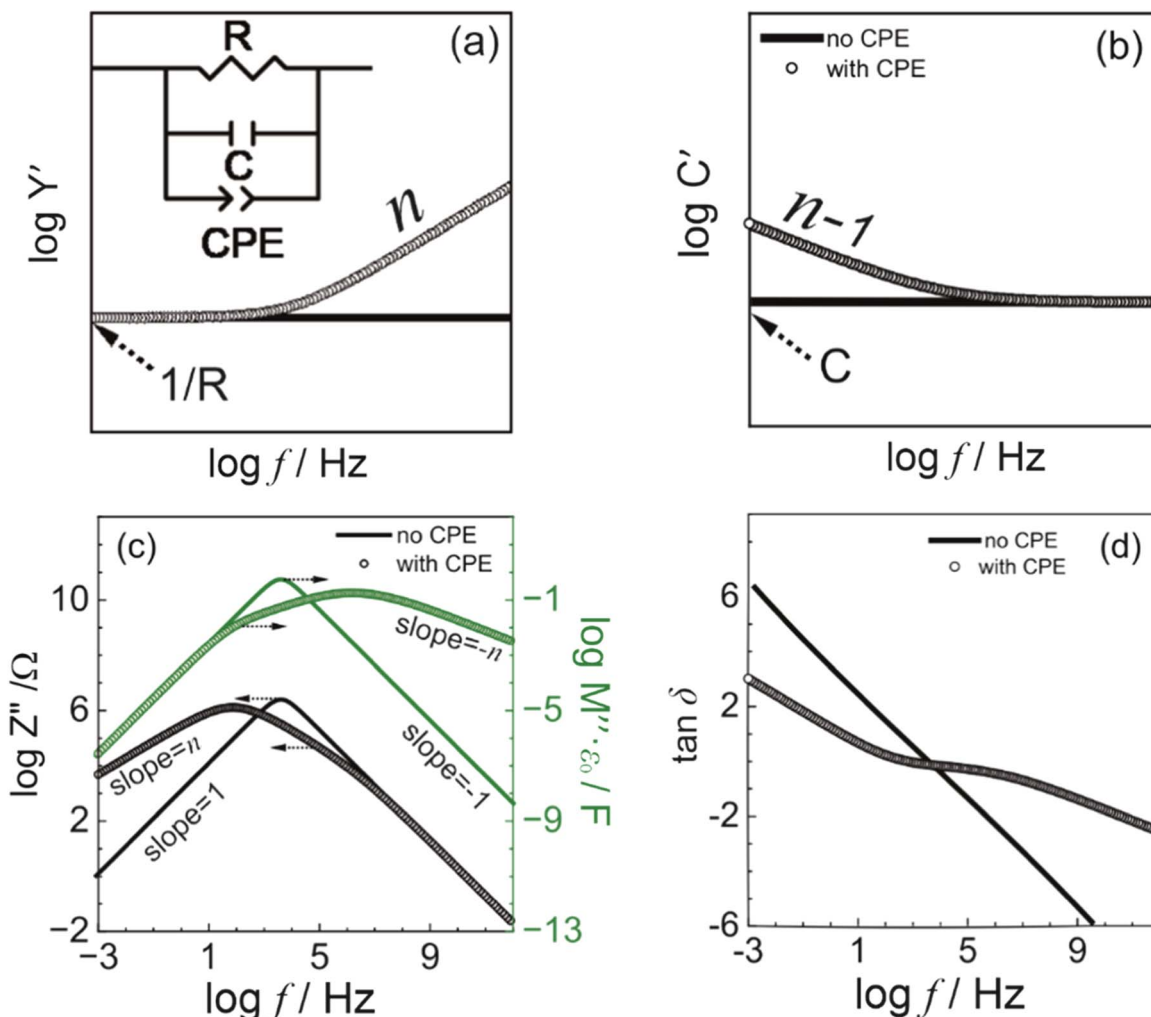 (a)
R
C
CPE
n
1/R
log Y′
log f / Hz
(b)
no CPE
with CPE
n-1
C
log C′
log f / Hz
(c)
no CPE
with CPE
10
6
2
−2
−1
−5
−9
−13
slope=-n
slope=n
slope=1
slope=-1
log Z″ /Ω
log M″·ε₀ / F
−3
1
5
9
log f / Hz
(d)
no CPE
with CPE
6
2
-2
-6
tan δ
−3
1
5
9
log f / Hz